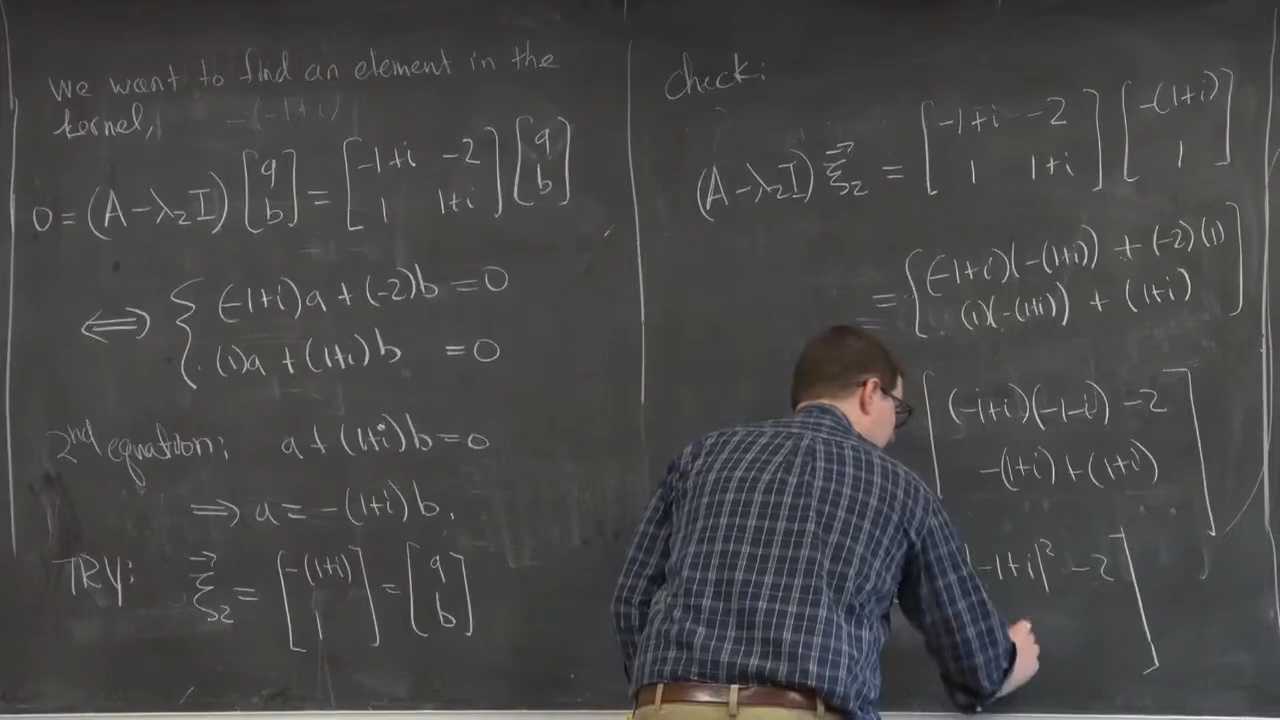 We want to find an element in the
kernel,
-(-1+i)
0 = (A-λ₂I) [a b] = [-1+i -2 1 1+i] [a b]
⟺ { (-1+i)a + (-2)b = 0
(1)a + (1+i)b = 0
2nd equation: a + (1+i)b = 0
⟹ a = -(1+i)b.
TRY: ξ⃗₂ = [-(1+i) 1] = [a b]
check:
(A-λ₂I) ξ⃗₂ = [-1+i -2 1 1+i] [-(1+i) 1]
= [(-1+i)(-(1+i)) + (-2)(1)
(1)(-(1+i)) + (1+i)]
[(-1+i)(-1-i) -2
-(1+i) + (1+i)]
-1+i|² -2]